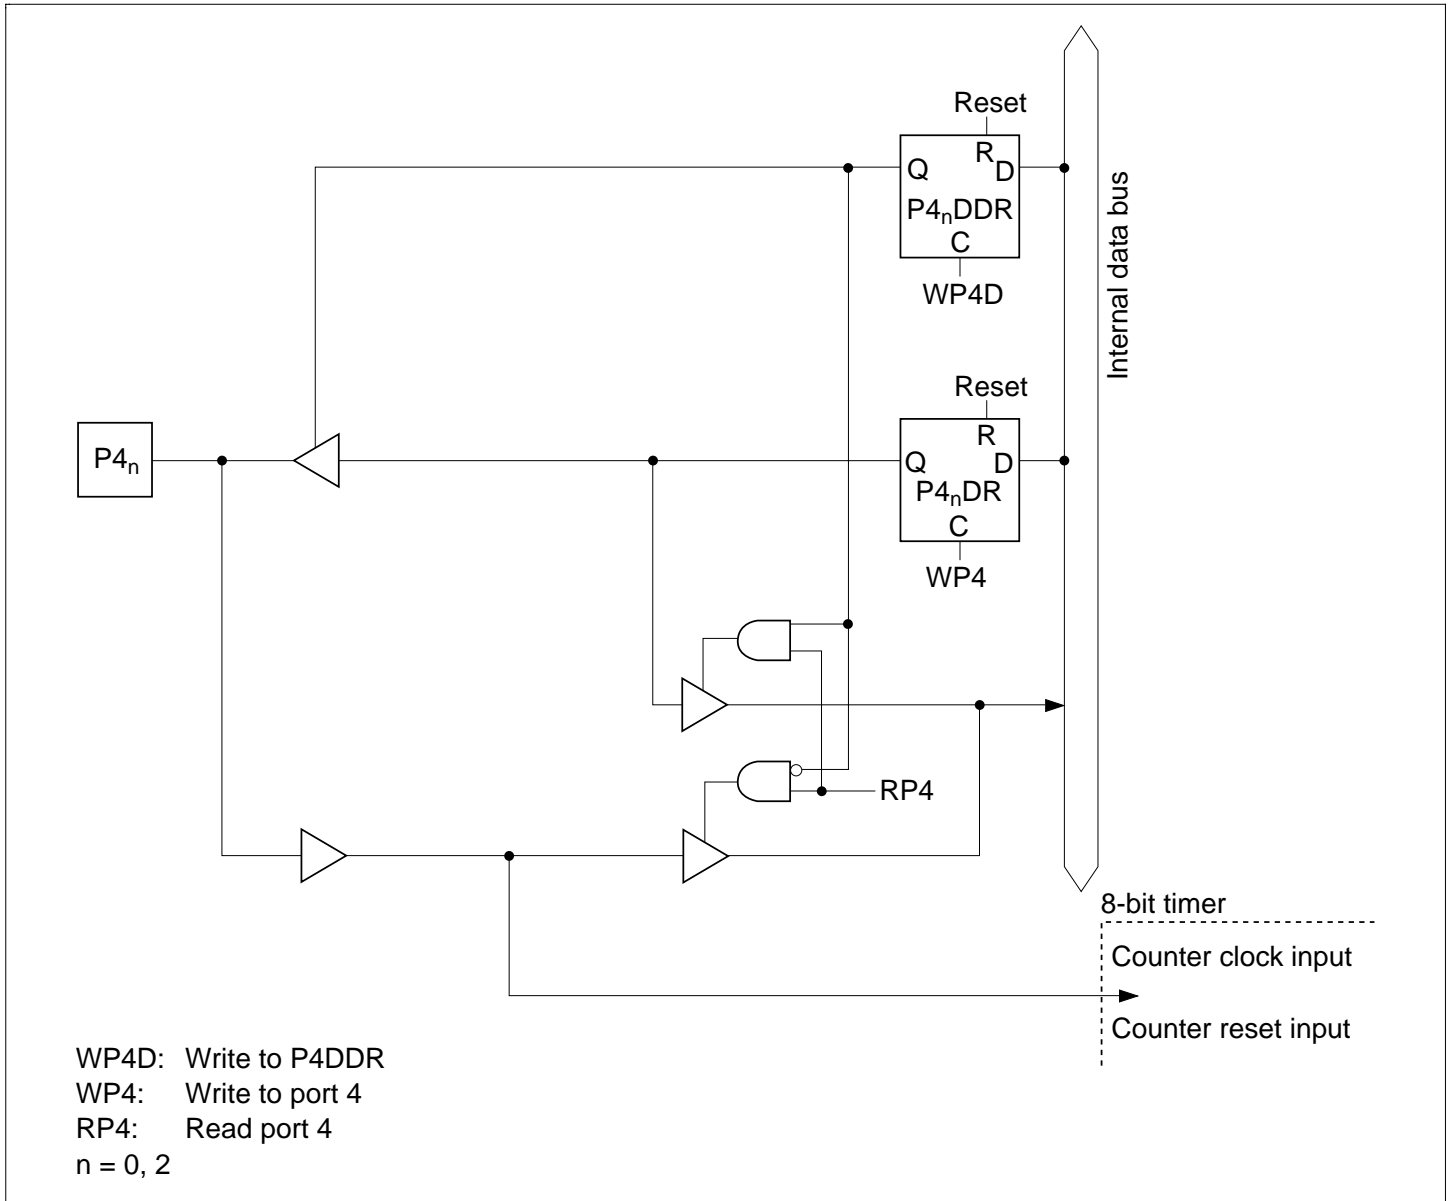 Reset
R
Q
D
P4nDDR
C
WP4D
Internal data bus
Reset
R
Q
D
P4nDR
C
WP4
P4n
RP4
8-bit timer
Counter clock input
Counter reset input
WP4D: Write to P4DDR
WP4: Write to port 4
RP4: Read port 4
n = 0, 2